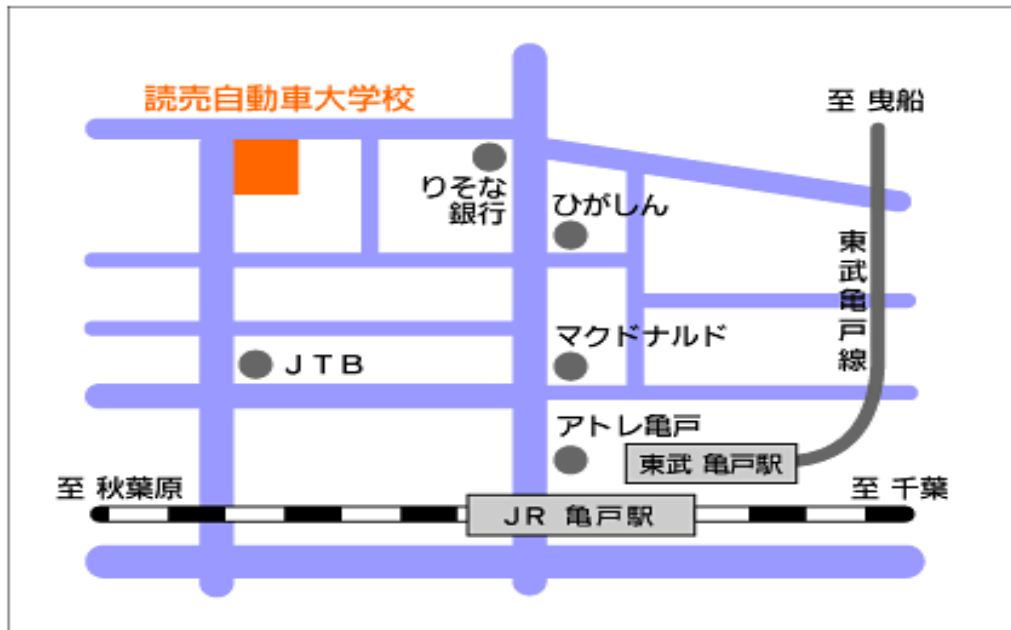 読売自動車大学校
至 曳船
りそな
銀行
ひがしん
東武亀戸線
マクドナルド
JTB
アトレ亀戸
東武 亀戸駅
至 秋葉原
JR 亀戸駅
至 千葉